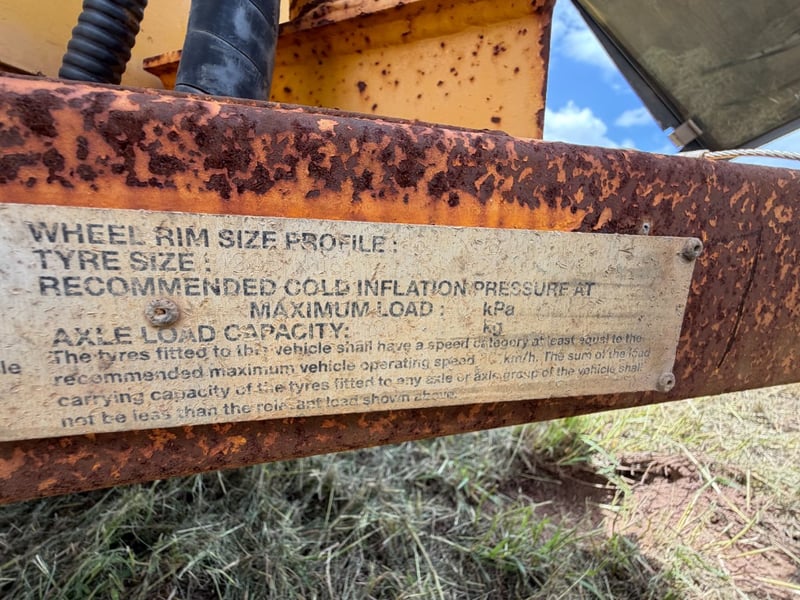 WHEEL RIM SIZE PROFILE :
TYRE SIZE :
RECOMMENDED COLD INFLATION PRESSURE AT
MAXIMUM LOAD : kPa
AXLE LOAD CAPACITY: kg
The tyres fitted to this vehicle shall have a speed category at least equal to the
recommended maximum vehicle operating speed km/h. The sum of the load
carrying capacity of the tyres fitted to any axle or axle group of the vehicle shall
not be less than the relevant load shown above.